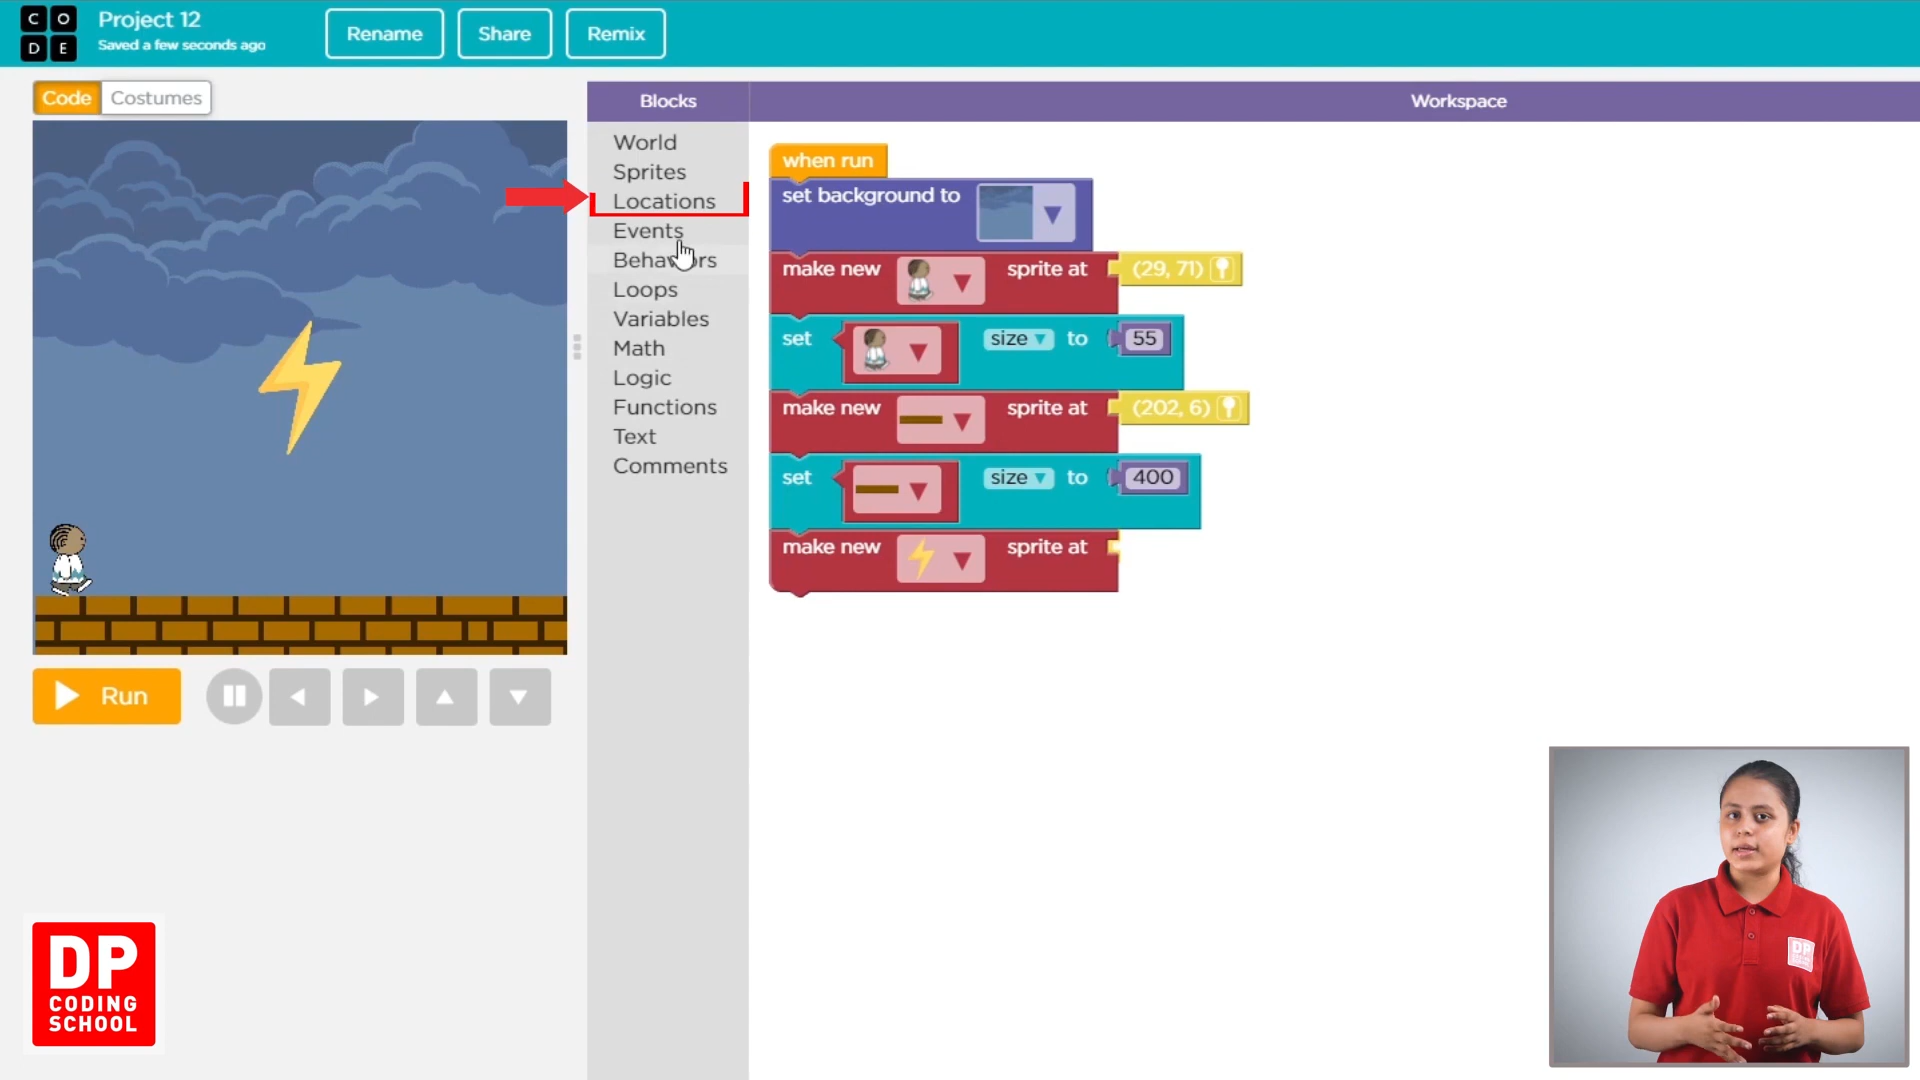 C O
D E
Project 12
Saved a few seconds ago
Rename
Share
Remix
Code
Costumes
Blocks
Workspace
World
Sprites
Locations
Events
Behaviors
Loops
Variables
Math
Logic
Functions
Text
Comments
when run
set background to
make new sprite at (29, 71)
set size to 55
make new sprite at (202, 6)
set size to 400
make new sprite at
Run
DP
CODING
SCHOOL
DP